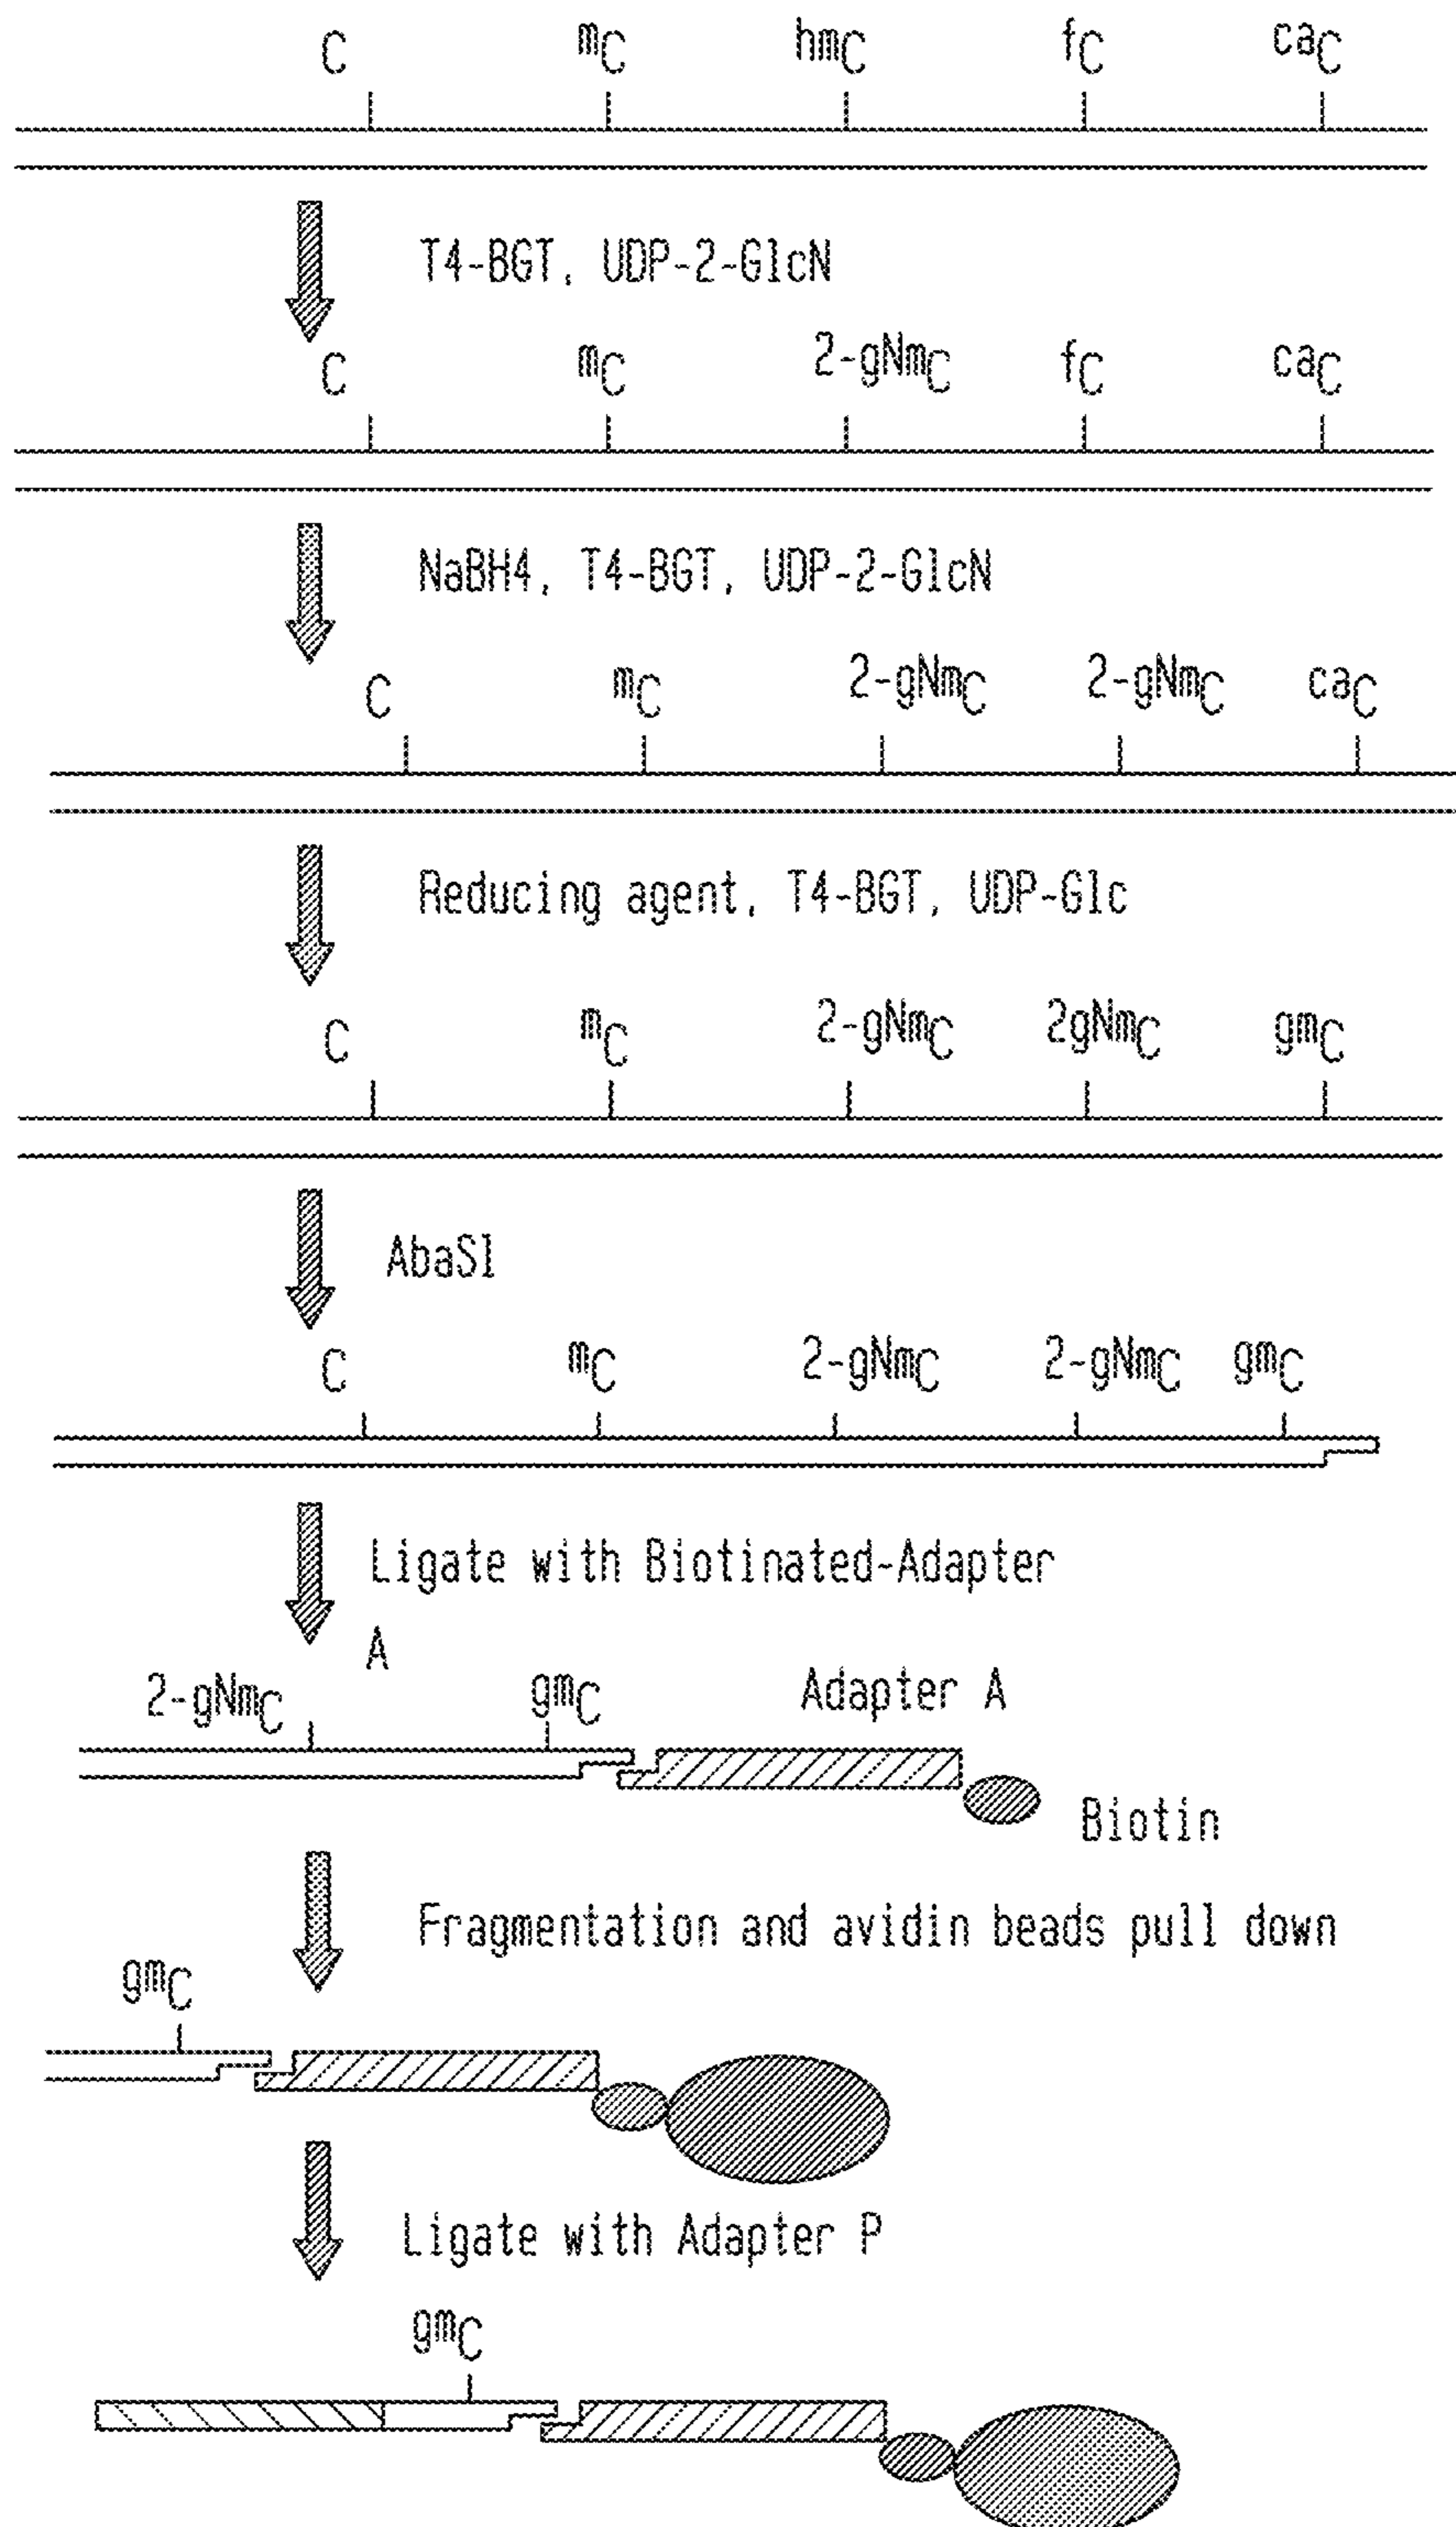 C mC hmC fC caC
T4-BGT, UDP-2-GlcN
C mC 2-gNmC fC caC
NaBH4, T4-BGT, UDP-2-GlcN
C mC 2-gNmC 2-gNmC caC
Reducing agent, T4-BGT, UDP-Glc
C mC 2-gNmC 2gNmC gmC
AbaSl
C mC 2-gNmC 2-gNmC gmC
Ligate with Biotinated-Adapter
A
2-gNmC gmC Adapter A
Biotin
Fragmentation and avidin beads pull down
gmC
Ligate with Adapter P
gmC